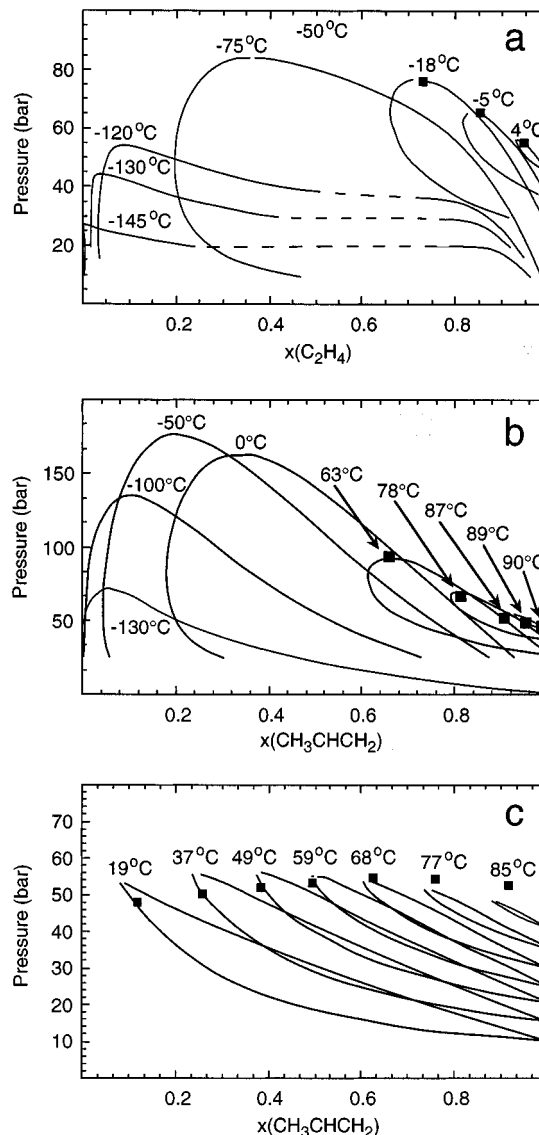 a
-50°C
-75°C
-18°C
-5°C
4°C
-120°C
-130°C
-145°C
80
60
40
20
Pressure (bar)
0.2 0.4 0.6 0.8
x(C₂H₄)
b
-50°C
0°C
-100°C
-130°C
63°C
78°C
87°C
89°C
90°C
150
100
50
Pressure (bar)
0.2 0.4 0.6 0.8
x(CH₃CHCH₂)
c
19°C 37°C 49°C 59°C 68°C 77°C 85°C
70
60
50
40
30
20
10
Pressure (bar)
0.2 0.4 0.6 0.8
x(CH₃CHCH₂)